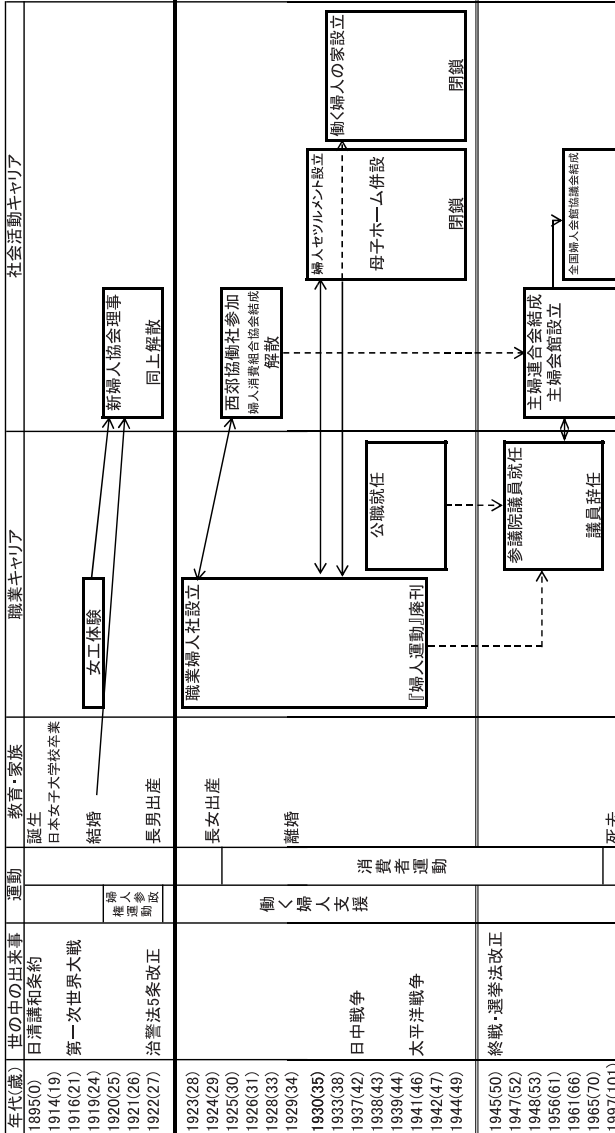 年代(歳)
世の中の出来事
運動
教育・家族
職業キャリア
社会活動キャリア
1895(0)
1914(19)
1916(21)
1919(24)
1920(25)
1921(26)
1922(27)
1923(28)
1924(29)
1925(30)
1926(31)
1928(33)
1929(34)
1930(35)
1933(38)
1937(42)
1938(43)
1939(44)
1941(46)
1942(47)
1944(49)
1945(50)
1947(52)
1948(53)
1956(61)
1961(66)
1965(70)
1997(101)
日清講和条約
第一次世界大戦
治警法5条改正
日中戦争
太平洋戦争
終戦・選挙法改正
婦人参政
権運動
働く婦人支援
消費者運動
誕生
日本女子大学校卒業
結婚
長男出産
長女出産
離婚
死去
女工体験
職業婦人社設立
『婦人運動』廃刊
公職就任
参議院議員就任
議員辞任
新婦人協会理事
同上解散
西郊協働社参加
婦人消費組合協会結成
解散
婦人セツルメント設立
母子ホーム併設
閉鎖
働く婦人の家設立
閉鎖
主婦連合会結成
主婦会館設立
全国婦人会館協議会結成